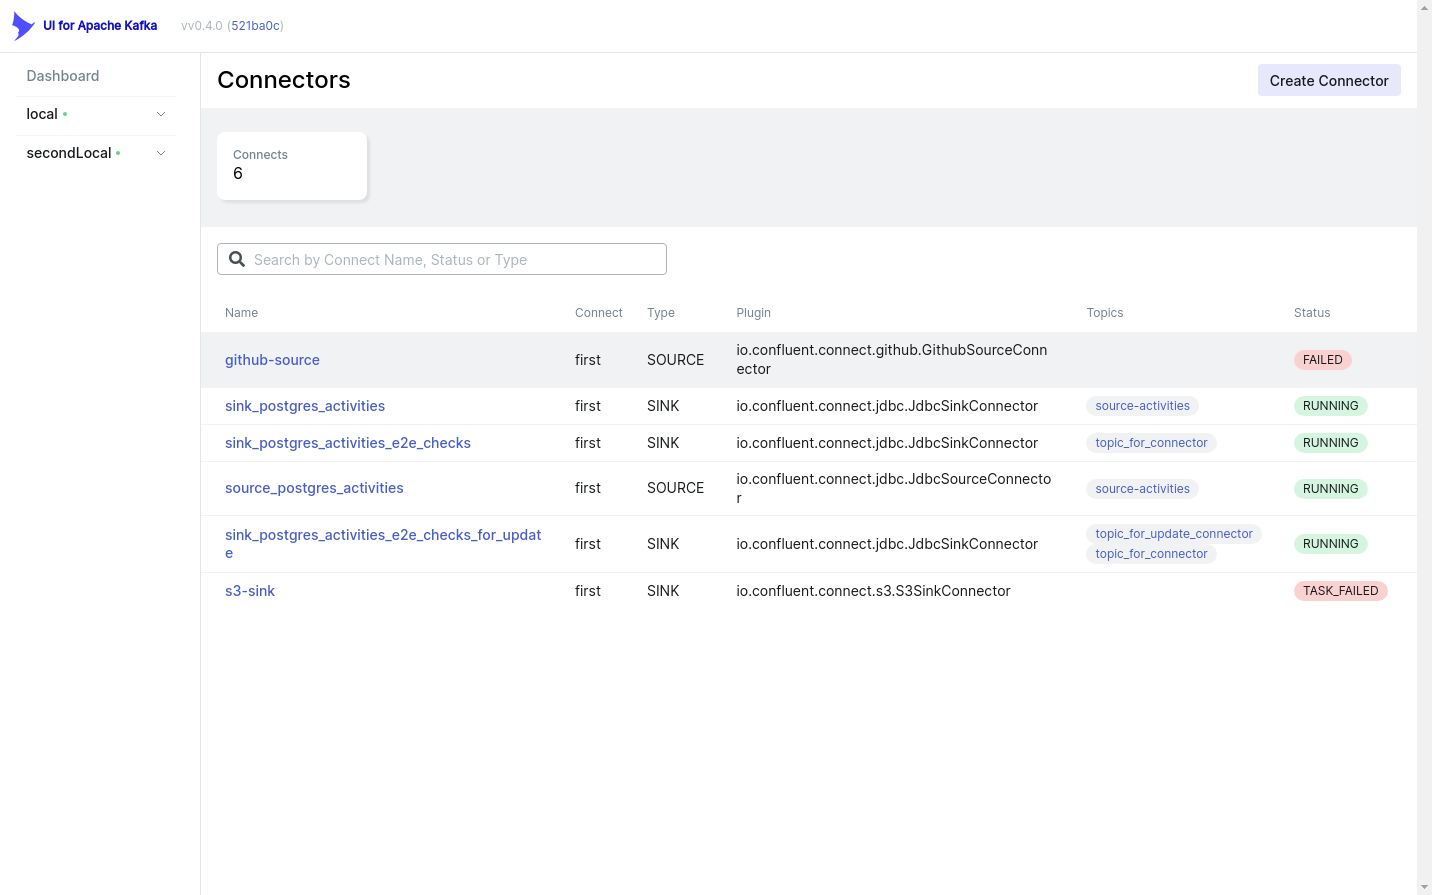 UI for Apache Kafka vv0.4.0 (521ba0c)
Dashboard
local
secondLocal
Connectors
Create Connector
Connects
6
Search by Connect Name, Status or Type
Name Connect Type Plugin Topics Status
github-source first SOURCE io.confluent.connect.github.GithubSourceConn
ector FAILED
sink_postgres_activities first SINK io.confluent.connect.jdbc.JdbcSinkConnector source-activities RUNNING
sink_postgres_activities_e2e_checks first SINK io.confluent.connect.jdbc.JdbcSinkConnector topic_for_connector RUNNING
source_postgres_activities first SOURCE io.confluent.connect.jdbc.JdbcSourceConnecto
r source-activities RUNNING
sink_postgres_activities_e2e_checks_for_updat
e first SINK io.confluent.connect.jdbc.JdbcSinkConnector topic_for_update_connector
topic_for_connector RUNNING
s3-sink first SINK io.confluent.connect.s3.S3SinkConnector TASK_FAILED